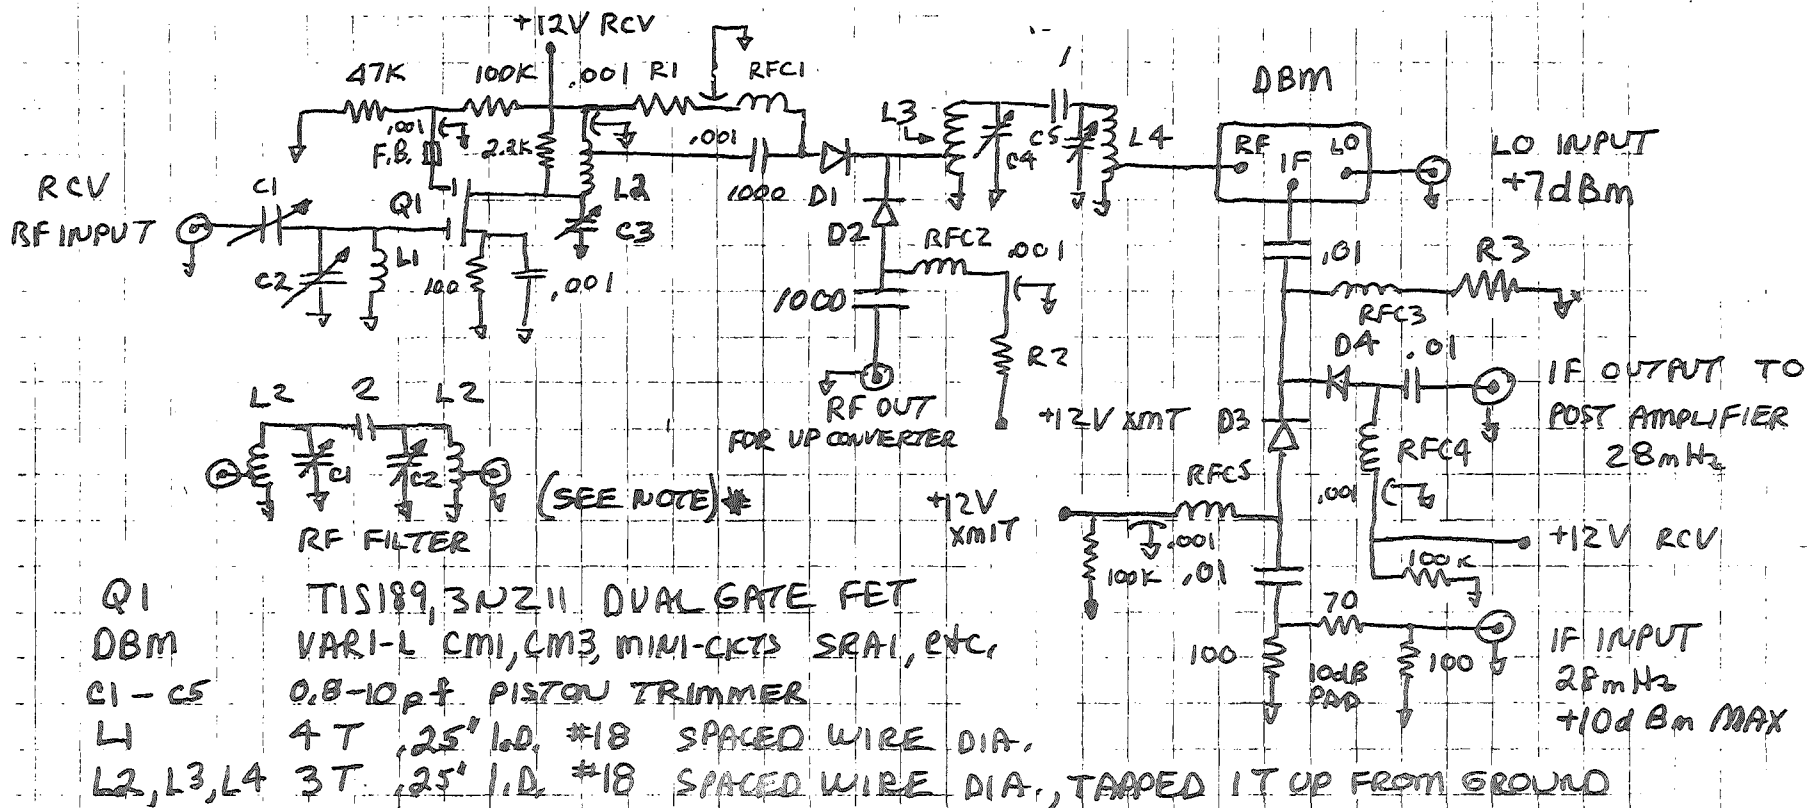 +12V RCV
47K 100K .001 R1 RFC1
DBM
.001
F.B. 2.2K .001
L3 C4 1 C5 L4
RF IF LO
LO INPUT
+7dBm
RCV
RF INPUT
C1 Q1 L2 1000 D1
C2 L1 C3 D2
100 .001
RFC2 .001
1000
R2
.01 R3
RFC3
D4 .01
RF OUT
FOR UP CONVERTER
+12V XMT D3
IF OUTPUT TO
POST AMPLIFIER
28mHz
L2 2 L2
C1 C2
RF FILTER
(SEE NOTE)*
RFC5 RFC4
+12V
XMIT
.001
100K .01
.001
+12V RCV
100K
70
100 10dB
PAD 100
IF INPUT
28mHz
+10dBm MAX
Q1 TIS189, 3N211 DUAL GATE FET
DBM VARI-L CM1, CM3, MINI-CKTS SRA1, etc,
C1-C5 0.8-10pf PISTON TRIMMER
L1 4T .25" I.D. #18 SPACED WIRE DIA.
L2, L3, L4 3T .25" I.D. #18 SPACED WIRE DIA., TAPPED 1T UP FROM GROUND